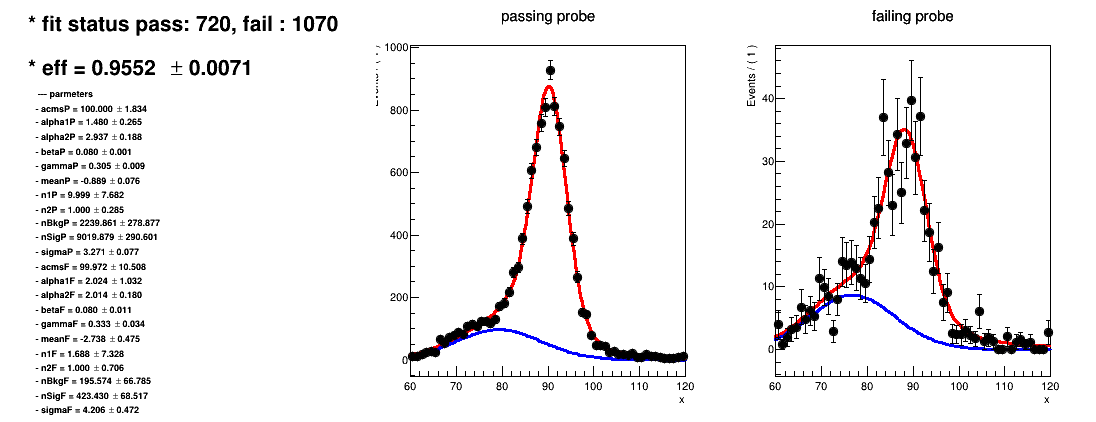 * fit status pass: 720, fail : 1070
* eff = 0.9552 ± 0.0071
--- parmeters
- acmsP = 100.000 ± 1.834
- alpha1P = 1.480 ± 0.265
- alpha2P = 2.937 ± 0.188
- betaP = 0.080 ± 0.001
- gammaP = 0.305 ± 0.009
- meanP = -0.889 ± 0.076
- n1P = 9.999 ± 7.682
- n2P = 1.000 ± 0.285
- nBkgP = 2239.861 ± 278.877
- nSigP = 9019.879 ± 290.601
- sigmaP = 3.271 ± 0.077
- acmsF = 99.972 ± 10.508
- alpha1F = 2.024 ± 1.032
- alpha2F = 2.014 ± 0.180
- betaF = 0.080 ± 0.011
- gammaF = 0.333 ± 0.034
- meanF = -2.738 ± 0.475
- n1F = 1.688 ± 7.328
- n2F = 1.000 ± 0.706
- nBkgF = 195.574 ± 66.785
- nSigF = 423.430 ± 68.517
- sigmaF = 4.206 ± 0.472
passing probe
1000
800
600
400
200
0
60 70 80 90 100 110 120
x
failing probe
Events / ( 1 )
40
30
20
10
0
60 70 80 90 100 110 120
x